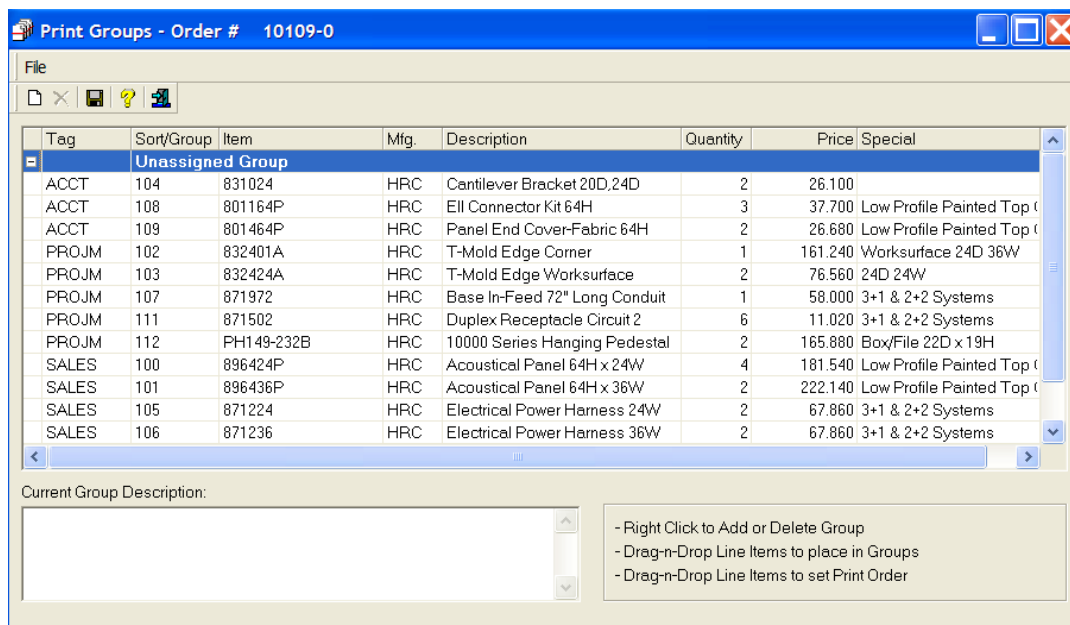 Print Groups - Order # 10109-0
File
Tag Sort/Group Item Mfg. Description Quantity Price Special
Unassigned Group
ACCT 104 831024 HRC Cantilever Bracket 20D,24D 2 26.100
ACCT 108 801164P HRC Ell Connector Kit 64H 3 37.700 Low Profile Painted Top
ACCT 109 801464P HRC Panel End Cover-Fabric 64H 2 26.680 Low Profile Painted Top
PROJM 102 832401A HRC T-Mold Edge Corner 1 161.240 Worksurface 24D 36W
PROJM 103 832424A HRC T-Mold Edge Worksurface 2 76.560 24D 24W
PROJM 107 871972 HRC Base In-Feed 72" Long Conduit 1 58.000 3+1 & 2+2 Systems
PROJM 111 871502 HRC Duplex Receptacle Circuit 2 6 11.020 3+1 & 2+2 Systems
PROJM 112 PH149-232B HRC 10000 Series Hanging Pedestal 2 165.880 Box/File 22D x 19H
SALES 100 896424P HRC Acoustical Panel 64H x 24W 4 181.540 Low Profile Painted Top
SALES 101 896436P HRC Acoustical Panel 64H x 36W 2 222.140 Low Profile Painted Top
SALES 105 871224 HRC Electrical Power Harness 24W 2 67.860 3+1 & 2+2 Systems
SALES 106 871236 HRC Electrical Power Harness 36W 2 67.860 3+1 & 2+2 Systems
Current Group Description:
- Right Click to Add or Delete Group
- Drag-n-Drop Line Items to place in Groups
- Drag-n-Drop Line Items to set Print Order